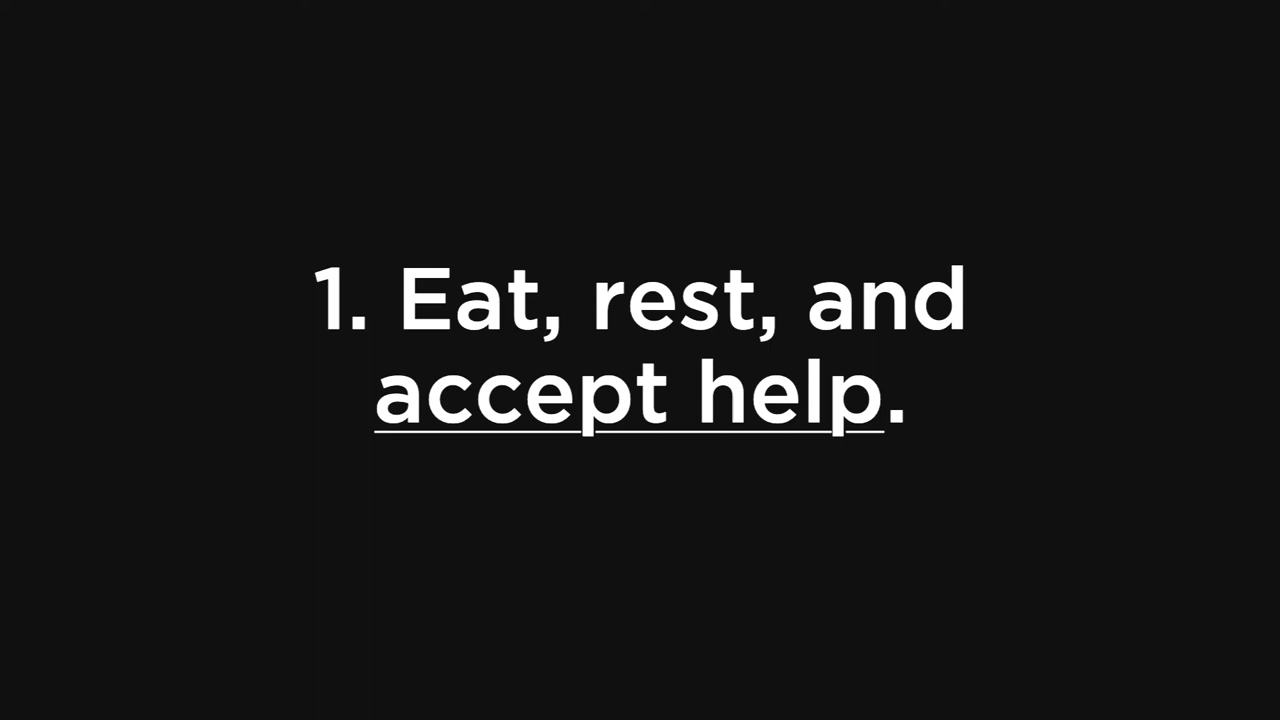 1. Eat, rest, and
accept help.